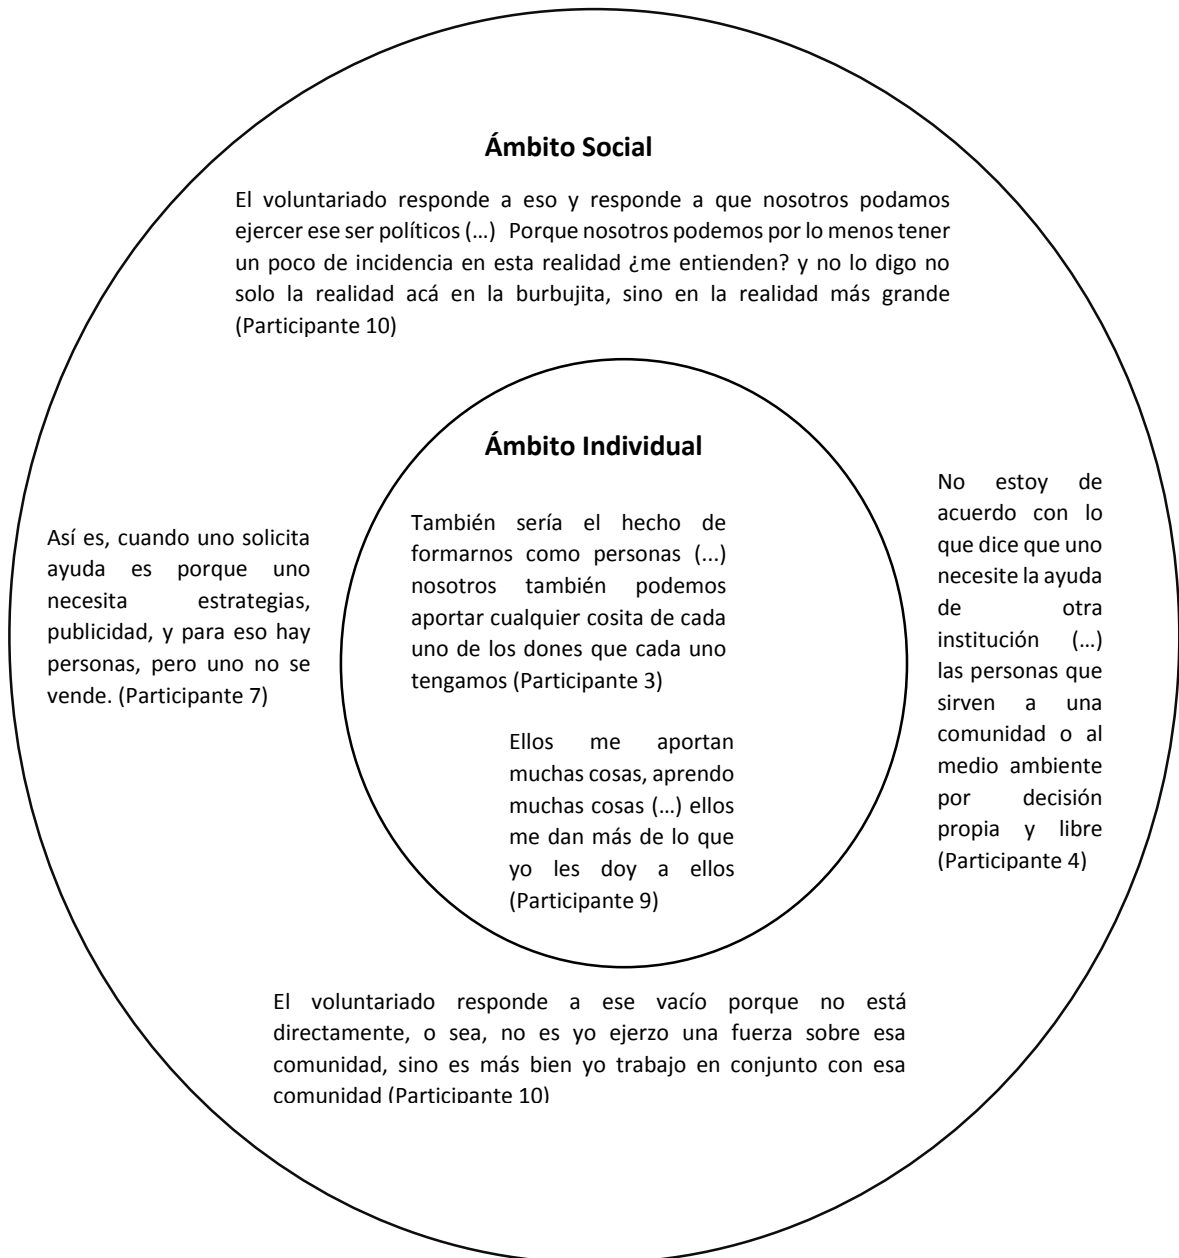 Ámbito Social
El voluntariado responde a eso y responde a que nosotros podamos
ejercer ese ser políticos (...) Porque nosotros podemos por lo menos tener
un poco de incidencia en esta realidad ¿me entienden? y no lo digo no
solo la realidad acá en la burbujita, sino en la realidad más grande
(Participante 10)
Ámbito Individual
También sería el hecho de
formarnos como personas (...)
nosotros también podemos
aportar cualquier cosita de cada
uno de los dones que cada uno
tengamos (Participante 3)
Ellos me aportan
muchas cosas, aprendo
muchas cosas (...) ellos
me dan más de lo que
yo les doy a ellos
(Participante 9)
Así es, cuando uno solicita
ayuda es porque uno
necesita estrategias,
publicidad, y para eso hay
personas, pero uno no se
vende. (Participante 7)
No estoy de
acuerdo con lo
que dice que uno
necesite la ayuda
de otra
institución (...)
las personas que
sirven a una
comunidad o al
medio ambiente
por decisión
propia y libre
(Participante 4)
El voluntariado responde a ese vacío porque no está
directamente, o sea, no es yo ejerzo una fuerza sobre esa
comunidad, sino es más bien yo trabajo en conjunto con esa
comunidad (Participante 10)